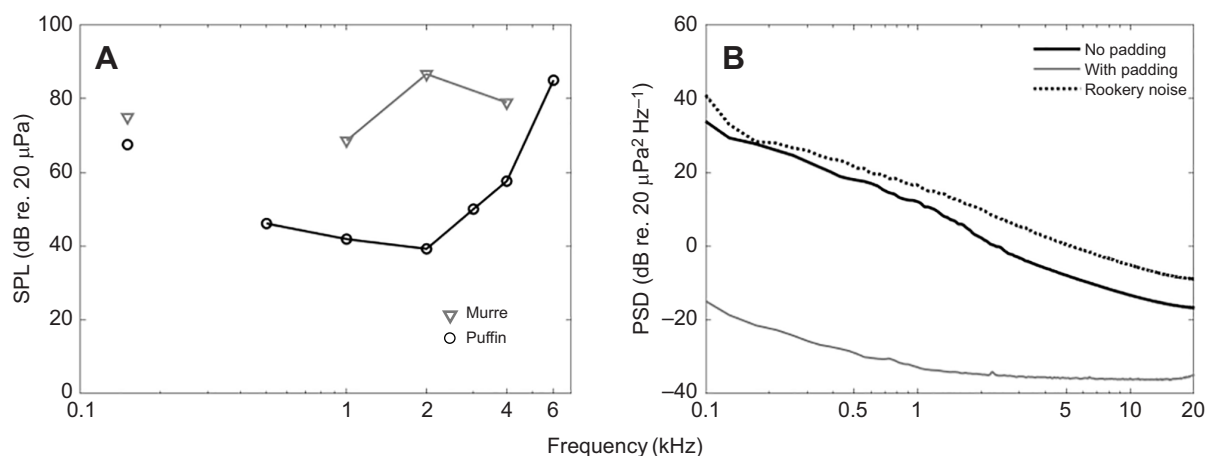 A
SPL (dB re. 20 μPa)
100
80
60
40
20
0
0.1
1
2
4
6
Murre
Puffin
B
PSD (dB re. 20 μPa² Hz⁻¹)
60
40
20
0
–20
–40
0.1
0.5
1
5
10
20
No padding
With padding
Rookery noise
Frequency (kHz)